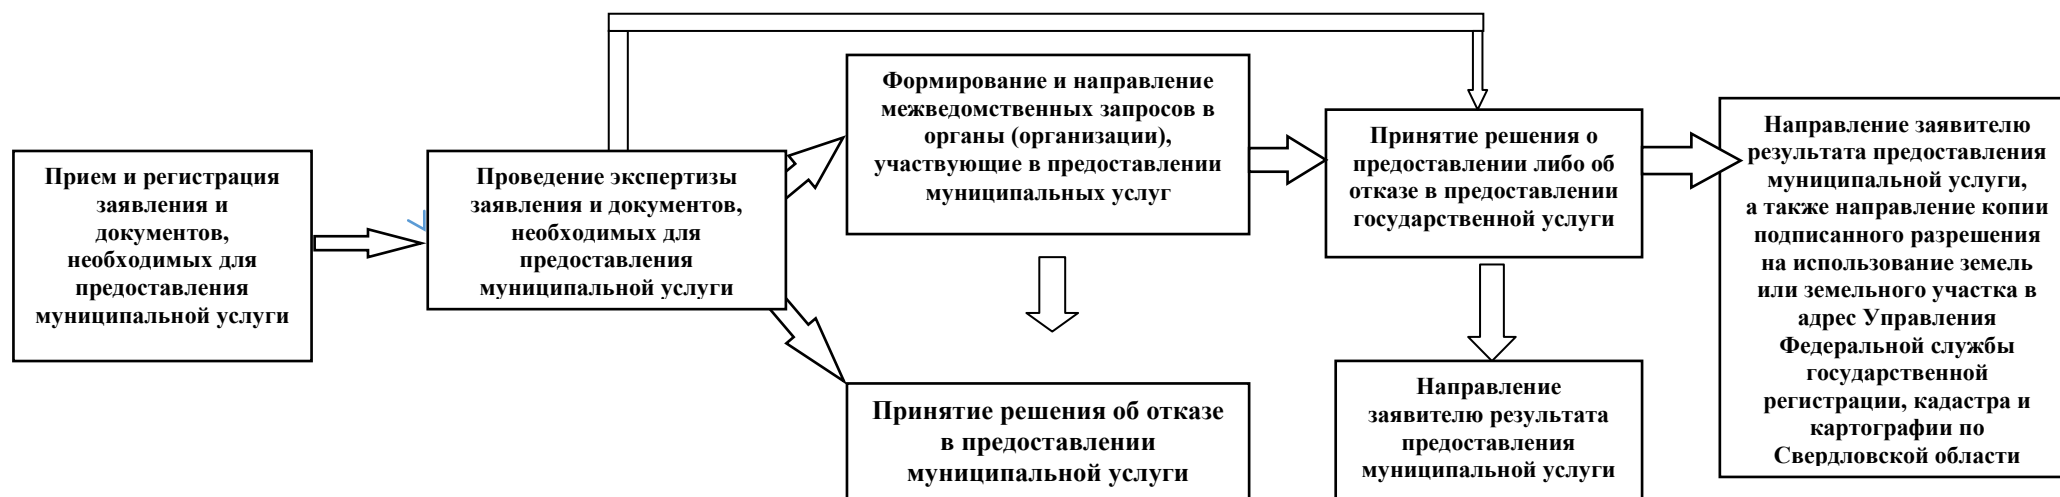 Прием и регистрация
заявления и
документов,
необходимых для
предоставления
муниципальной услуги
Проведение экспертизы
заявления и документов,
необходимых для
предоставления
муниципальной услуги
Формирование и направление
межведомственных запросов в
органы (организации),
участвующие в предоставлении
муниципальных услуг
Принятие решения об отказе
в предоставлении
муниципальной услуги
Принятие решения о
предоставлении либо об
отказе в предоставлении
государственной услуги
Направление
заявителю результата
предоставления
муниципальной услуги
Направление заявителю
результата предоставления
муниципальной услуги,
а также направление копии
подписанного разрешения
на использование земель
или земельного участка в
адрес Управления
Федеральной службы
государственной
регистрации, кадастра и
картографии по
Свердловской области